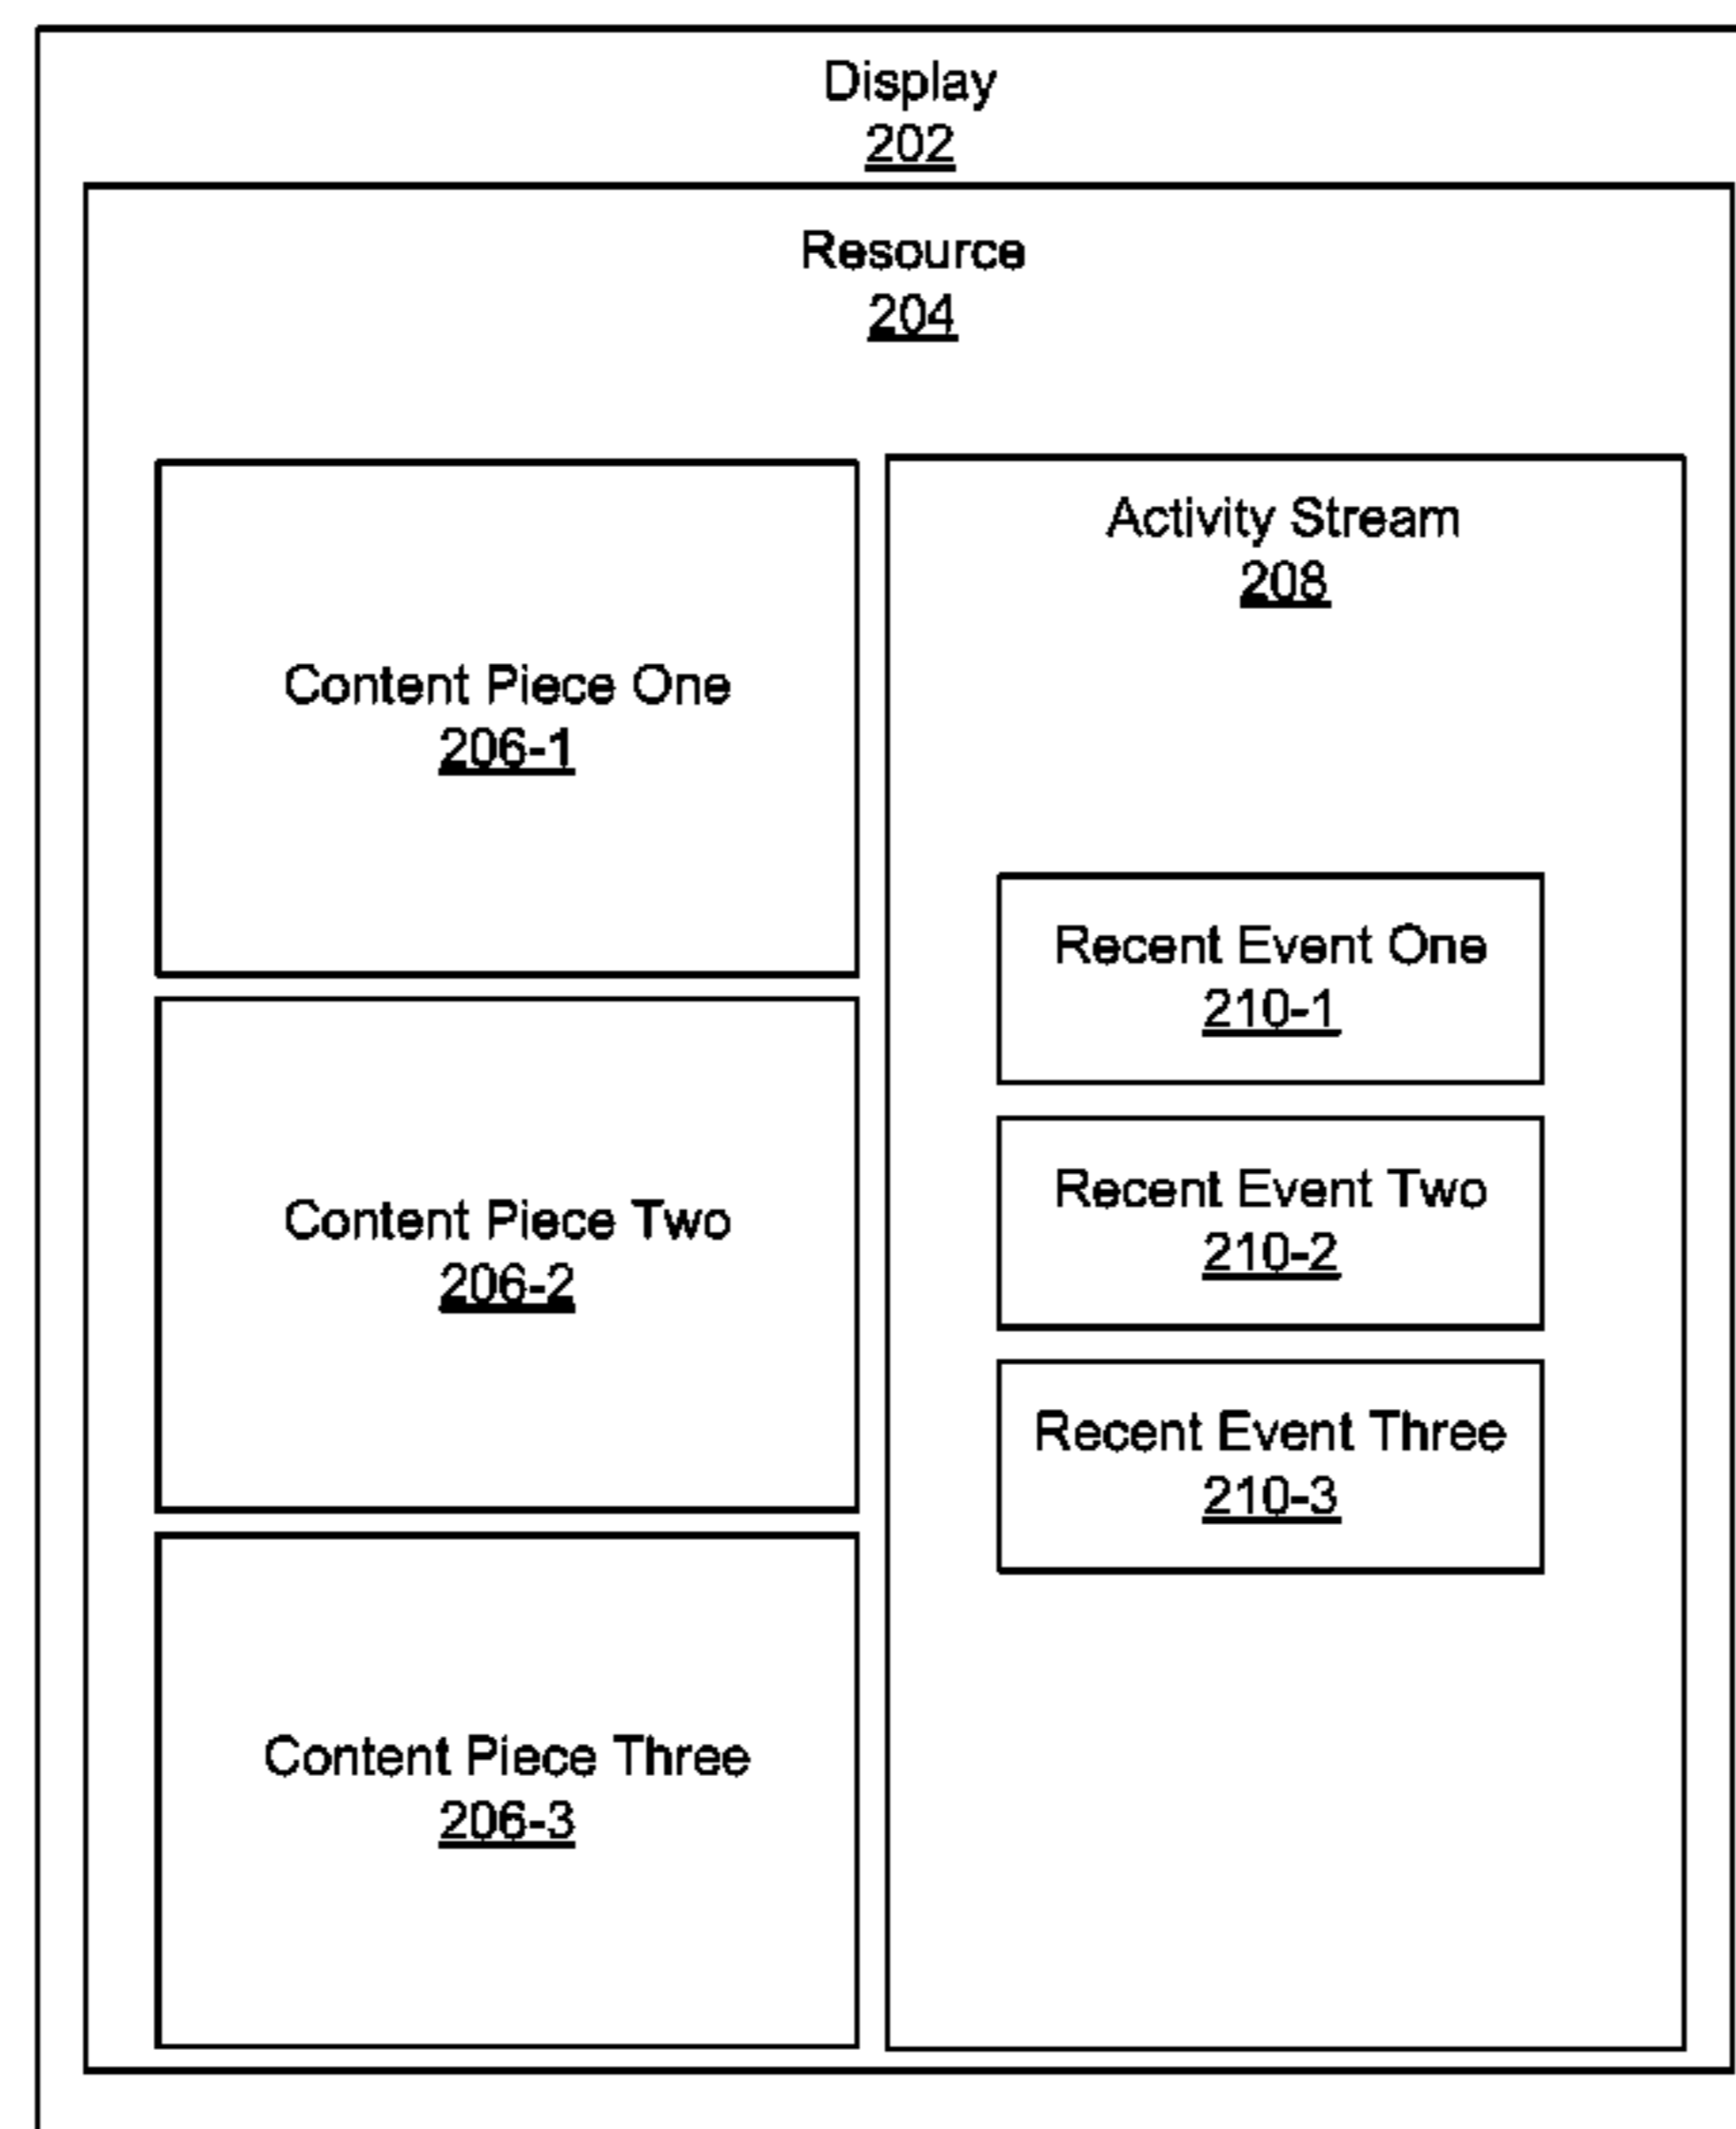 Display
202
Resource
204
Content Piece One
206-1
Content Piece Two
206-2
Content Piece Three
206-3
Activity Stream
208
Recent Event One
210-1
Recent Event Two
210-2
Recent Event Three
210-3